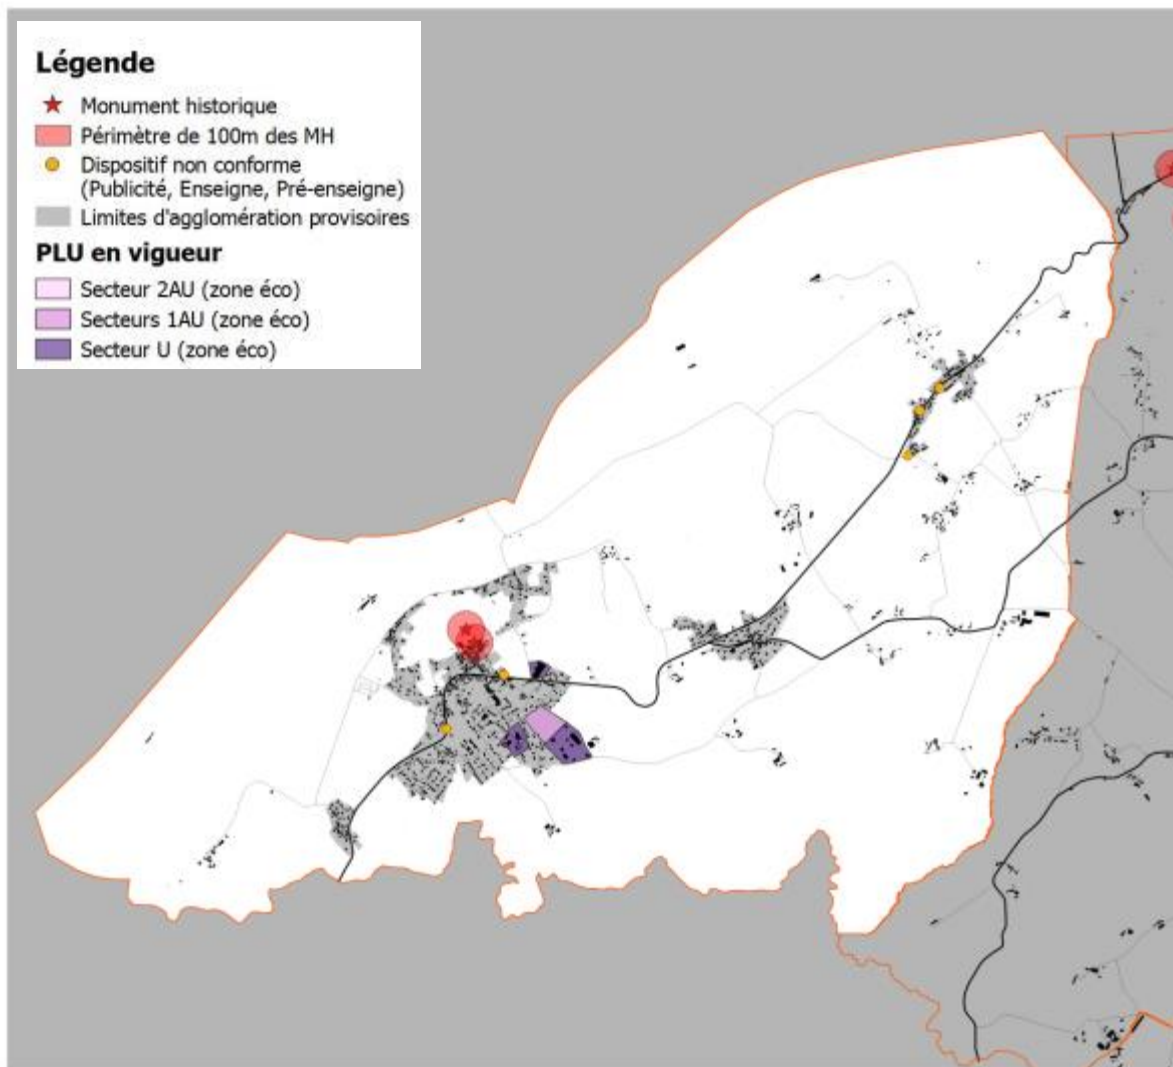 Légende
Monument historique
Périmètre de 100m des MH
Dispositif non conforme
(Publicité, Enseigne, Pré-enseigne)
Limites d'agglomération provisoires
PLU en vigueur
Secteur 2AU (zone éco)
Secteurs 1AU (zone éco)
Secteur U (zone éco)